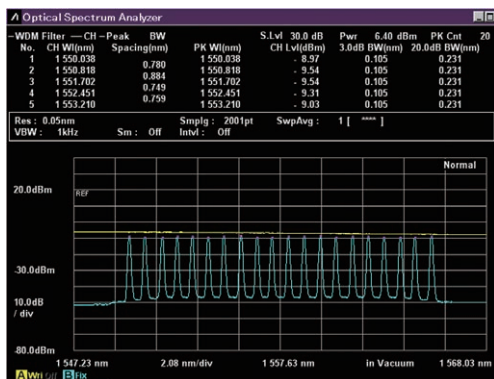 Optical Spectrum Analyzer
WDM Filter — CH — Peak BW S.Lvl 30.0 dB Pwr 6.40 dBm PK Cnt 20
No. CH Wl(nm) Spacing(nm) PK Wl(nm) CH Lvl(dBm) 3.0dB BW(nm) 20.0dB BW(nm)
1 1 550.038 0.780 1 550.038 - 8.97 0.105 0.231
2 1 550.818 0.884 1 550.818 - 9.54 0.105 0.231
3 1 551.702 0.749 1 551.702 - 9.54 0.105 0.231
4 1 552.451 0.759 1 552.451 - 9.31 0.105 0.231
5 1 553.210 1 553.210 - 9.03 0.105 0.231
Res : 0.05nm Smplg : 2001pt SwpAvg : 1 [ **** ]
VBW : 1kHz Sm : Off Intvl : Off
Normal
20.0dBm
REF
-30.0dBm
10.0dB
/ div
-80.0dBm
1 547.23 nm 2.08 nm/div 1 557.63 nm in Vacuum 1 568.03 nm
A Wri Off B Fix